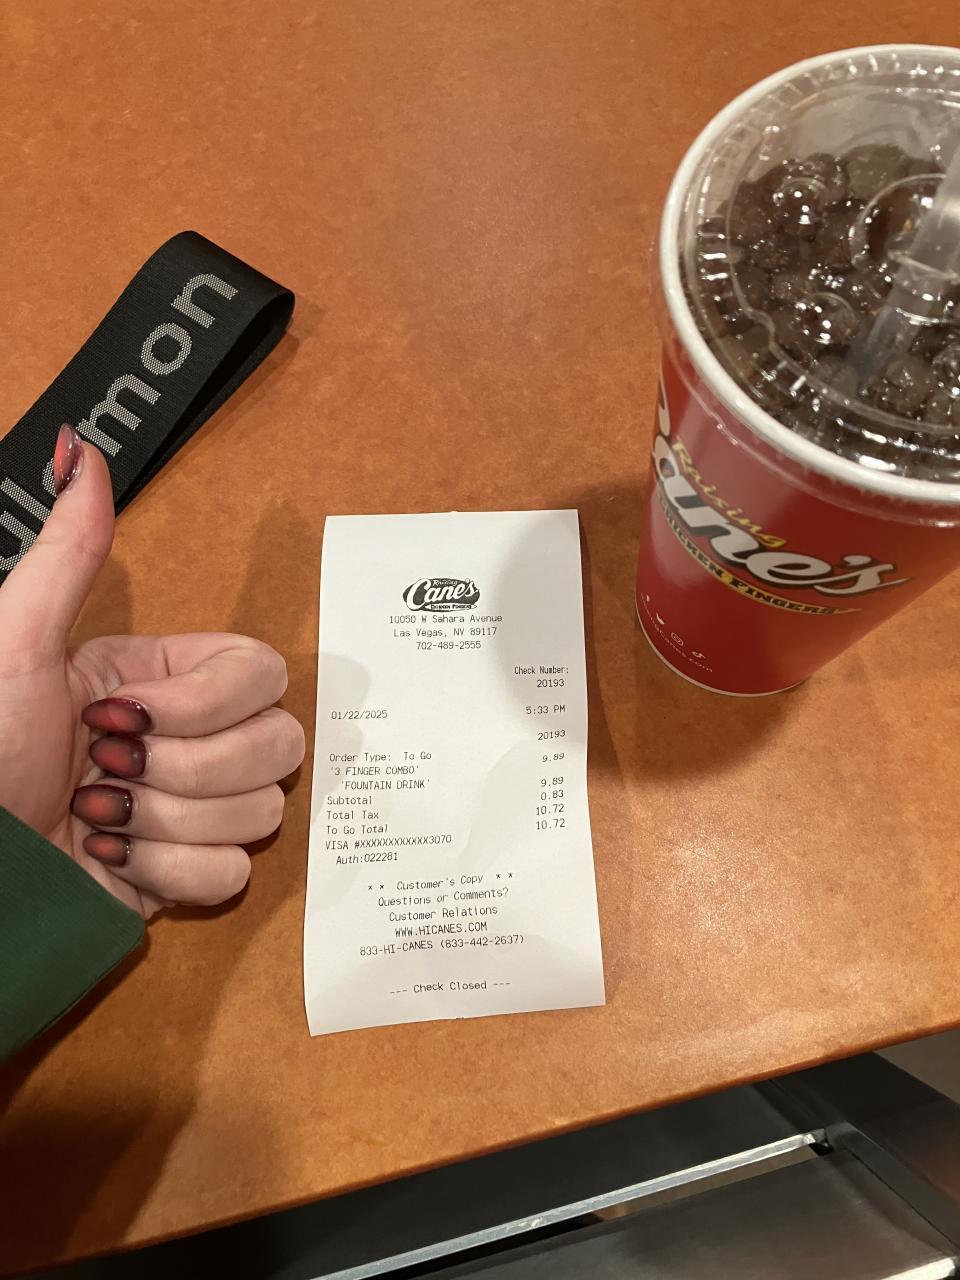 ulemon
Raising
Cane's
CHICKEN FINGERS
Raising
Cane's
CHICKEN FINGERS
10050 W Sahara Avenue
Las Vegas, NV 89117
702-489-2555
Check Number:
20193
01/22/2025 5:33 PM
20193
Order Type: To Go
'3 FINGER COMBO' 9.89
'FOUNTAIN DRINK'
Subtotal 9.89
Total Tax 0.83
To Go Total 10.72
VISA #XXXXXXXXXXXX3070 10.72
Auth:022281
* * Customer's Copy * *
Questions or Comments?
Customer Relations
WWW.HICANES.COM
833-HI-CANES (833-442-2637)
--- Check Closed ---